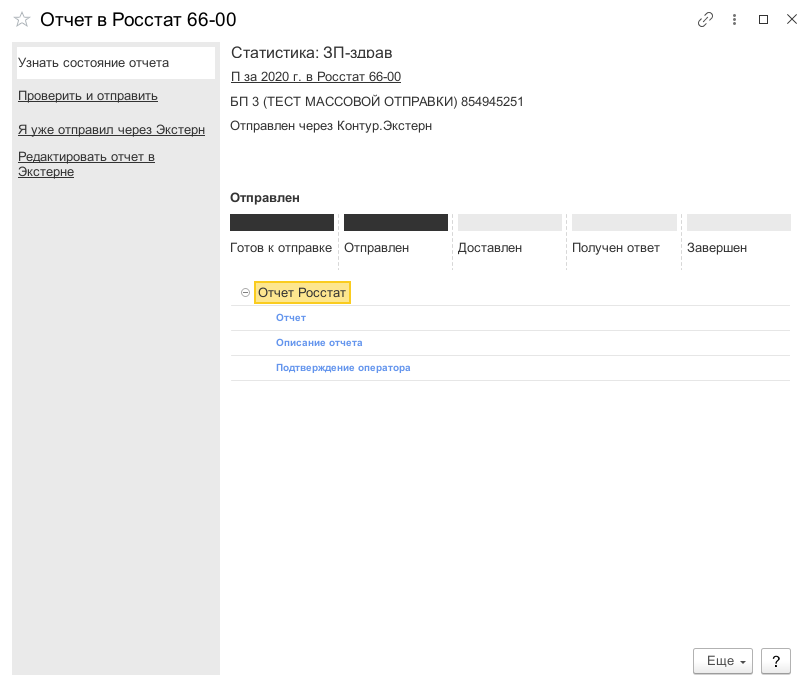 Отчет в Росстат 66-00
Узнать состояние отчета
Проверить и отправить
Я уже отправил через Экстерн
Редактировать отчет в
Экстерне
Статистика: ЗП-здрав
П за 2020 г. в Росстат 66-00
БП 3 (ТЕСТ МАССОВОЙ ОТПРАВКИ) 854945251
Отправлен через Контур.Экстерн
Отправлен
Готов к отправке Отправлен Доставлен Получен ответ Завершен
Отчет Росстат
Отчет
Описание отчета
Подтверждение оператора
Еще ?